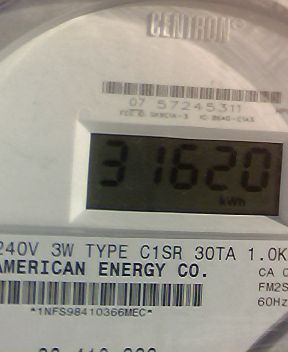 CENTRON®
07 57245311
31620
kWh
240V 3W TYPE C1SR 30TA 1.0K
AMERICAN ENERGY CO.
CA
FM2S
60Hz
*1NFS98410366MEC*